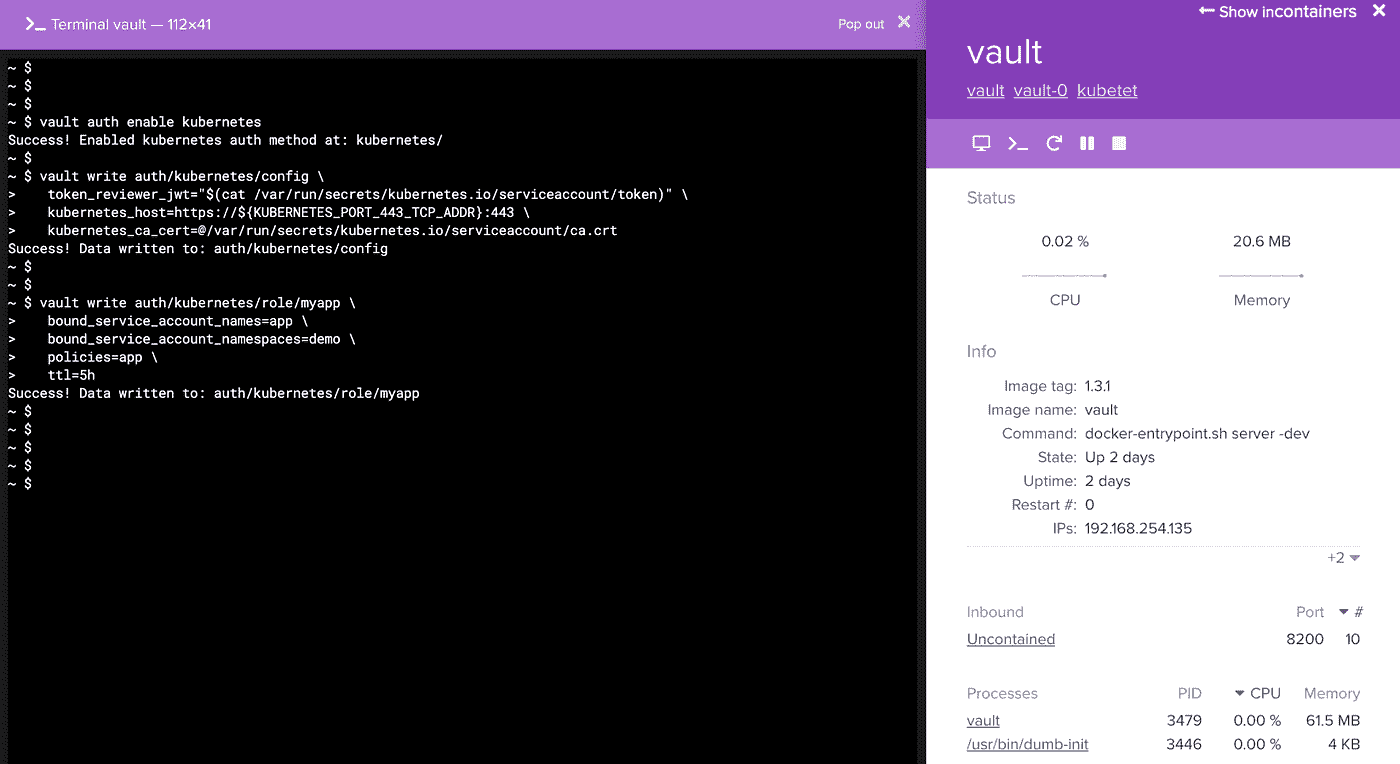 Terminal vault — 112×41
Pop out
~ $
~ $
~ $
~ $ vault auth enable kubernetes
Success! Enabled kubernetes auth method at: kubernetes/
~ $
~ $ vault write auth/kubernetes/config \
>    token_reviewer_jwt="$(cat /var/run/secrets/kubernetes.io/serviceaccount/token)" \
>    kubernetes_host=https://${KUBERNETES_PORT_443_TCP_ADDR}:443 \
>    kubernetes_ca_cert=@/var/run/secrets/kubernetes.io/serviceaccount/ca.crt
Success! Data written to: auth/kubernetes/config
~ $
~ $
~ $ vault write auth/kubernetes/role/myapp \
>    bound_service_account_names=app \
>    bound_service_account_namespaces=demo \
>    policies=app \
>    ttl=5h
Success! Data written to: auth/kubernetes/role/myapp
~ $
~ $
~ $
~ $
~ $
Show incontainers
vault
vault vault-0 kubetet
Status
0.02 % 20.6 MB
CPU Memory
Info
Image tag: 1.3.1
Image name: vault
Command: docker-entrypoint.sh server -dev
State: Up 2 days
Uptime: 2 days
Restart #: 0
IPs: 192.168.254.135
+2
Inbound Port #
Uncontained 8200 10
Processes PID CPU Memory
vault 3479 0.00 % 61.5 MB
/usr/bin/dumb-init 3446 0.00 % 4 KB